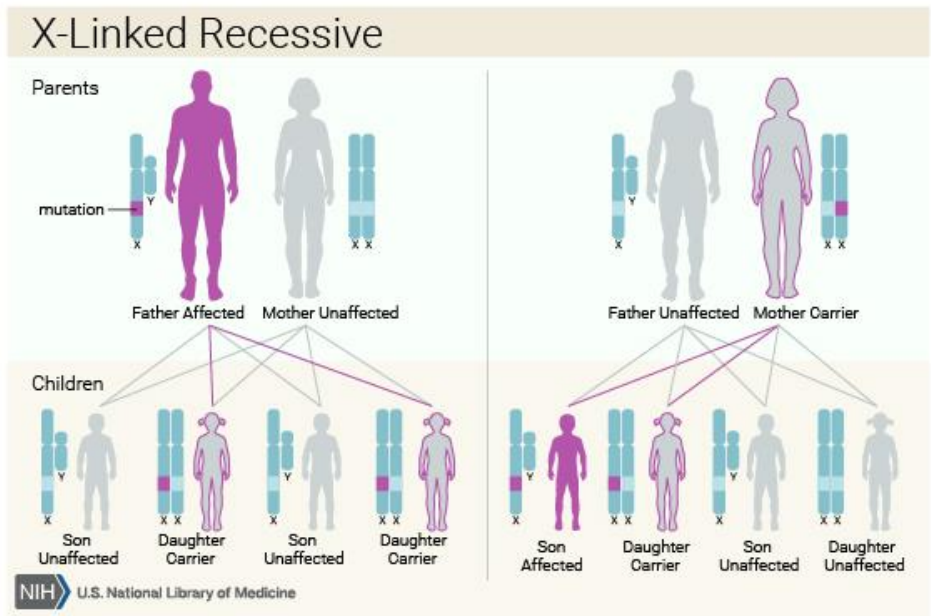 X-Linked Recessive
Parents
mutation
Y
X
X X
Father Affected
Mother Unaffected
Y
X
X X
Father Unaffected
Mother Carrier
Children
Y
X
X X
Y
X
X X
Son
Unaffected
Daughter
Carrier
Son
Unaffected
Daughter
Carrier
Y
X
X X
Y
X
X X
Son
Affected
Daughter
Carrier
Son
Unaffected
Daughter
Unaffected
NIH U.S. National Library of Medicine